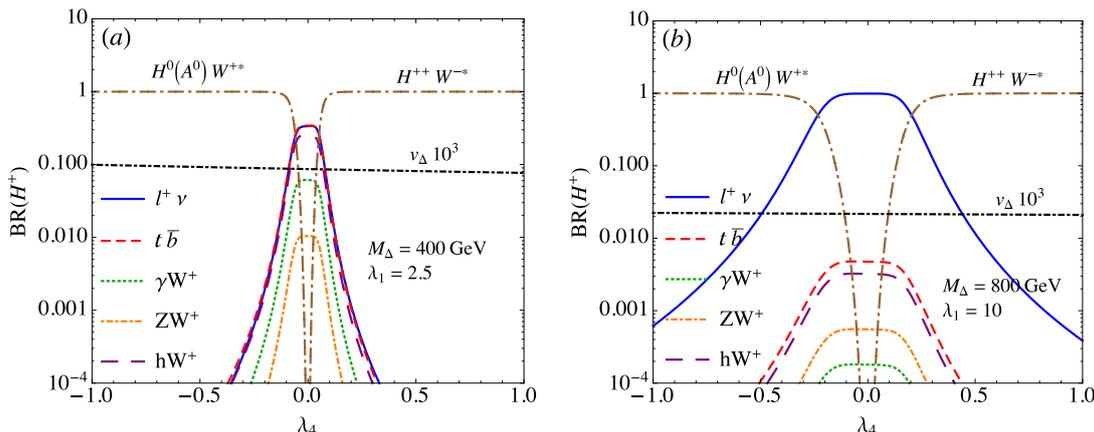 (a)
H⁰(A⁰) W⁺*
H⁺⁺ W⁻*
v_Δ 10³
l⁺ ν
t b̄
γW⁺
ZW⁺
hW⁺
M_Δ = 400 GeV
λ₁ = 2.5
BR(H⁺)
10
1
0.100
0.010
0.001
10⁻⁴
-1.0 -0.5 0.0 0.5 1.0
λ₄
(b)
H⁰(A⁰) W⁺*
H⁺⁺ W⁻*
v_Δ 10³
l⁺ ν
t b̄
γW⁺
ZW⁺
hW⁺
M_Δ = 800 GeV
λ₁ = 10
BR(H⁺)
10
1
0.100
0.010
0.001
10⁻⁴
-1.0 -0.5 0.0 0.5 1.0
λ₄